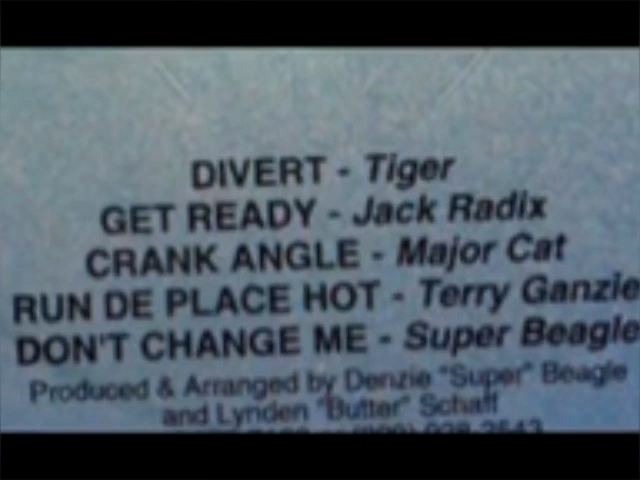 DIVERT - Tiger
GET READY - Jack Radix
CRANK ANGLE - Major Cat
RUN DE PLACE HOT - Terry Ganzie
DON'T CHANGE ME - Super Beagle
Produced & Arranged by Denzie "Super" Beagle
and Lynden "Butter" Schaff